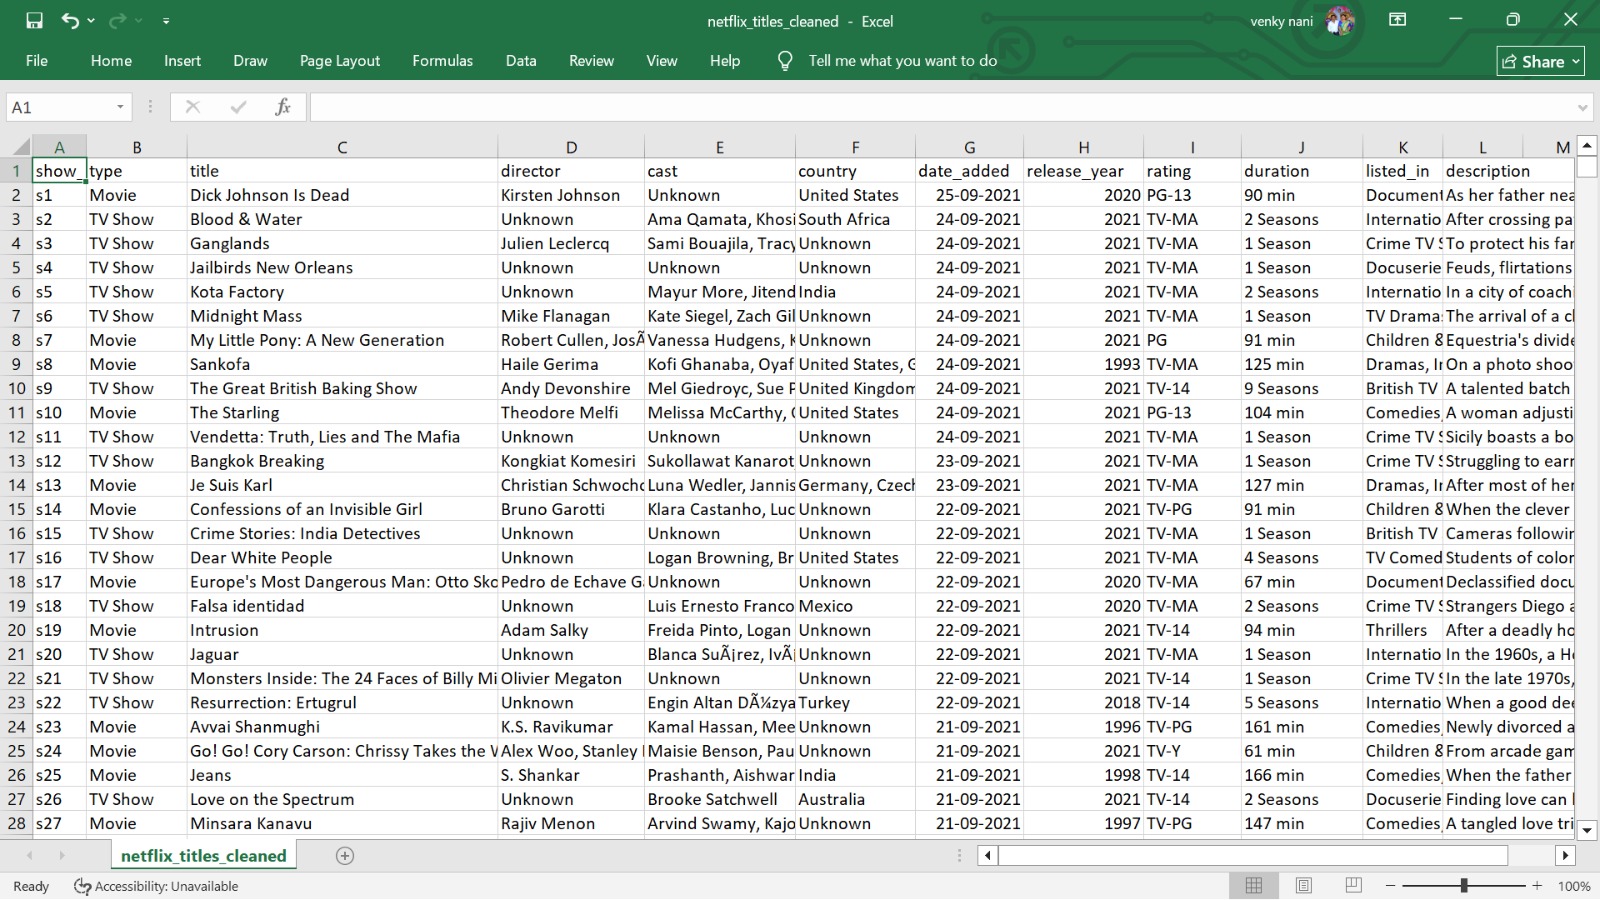 netflix_titles_cleaned - Excel
venky nani
File Home Insert Draw Page Layout Formulas Data Review View Help Tell me what you want to do Share
A1 fx
A B C D E F G H I J K L M
1 show_ type title director cast country date_added release_year rating duration listed_in description
2 s1 Movie Dick Johnson Is Dead Kirsten Johnson Unknown United States 25-09-2021 2020 PG-13 90 min Document As her father nea
3 s2 TV Show Blood & Water Unknown Ama Qamata, Khosi South Africa 24-09-2021 2021 TV-MA 2 Seasons Internatio After crossing pa
4 s3 TV Show Ganglands Julien Leclercq Sami Bouajila, Tracy Unknown 24-09-2021 2021 TV-MA 1 Season Crime TV S To protect his far
5 s4 TV Show Jailbirds New Orleans Unknown Unknown Unknown 24-09-2021 2021 TV-MA 1 Season Docuserie Feuds, flirtations
6 s5 TV Show Kota Factory Unknown Mayur More, Jitend India 24-09-2021 2021 TV-MA 2 Seasons Internatio In a city of coach
7 s6 TV Show Midnight Mass Mike Flanagan Kate Siegel, Zach Gil Unknown 24-09-2021 2021 TV-MA 1 Season TV Drama The arrival of a cl
8 s7 Movie My Little Pony: A New Generation Robert Cullen, JosÃ Vanessa Hudgens, K Unknown 24-09-2021 2021 PG 91 min Children & Equestria's divide
9 s8 Movie Sankofa Haile Gerima Kofi Ghanaba, Oyaf United States, G 24-09-2021 1993 TV-MA 125 min Dramas, In On a photo shoo
10 s9 TV Show The Great British Baking Show Andy Devonshire Mel Giedroyc, Sue P United Kingdom 24-09-2021 2021 TV-14 9 Seasons British TV A talented batch
11 s10 Movie The Starling Theodore Melfi Melissa McCarthy, United States 24-09-2021 2021 PG-13 104 min Comedies, A woman adjusti
12 s11 TV Show Vendetta: Truth, Lies and The Mafia Unknown Unknown Unknown 24-09-2021 2021 TV-MA 1 Season Crime TV S Sicily boasts a bo
13 s12 TV Show Bangkok Breaking Kongkiat Komesiri Sukollawat Kanarot Unknown 23-09-2021 2021 TV-MA 1 Season Crime TV S Struggling to earn
14 s13 Movie Je Suis Karl Christian Schwocho Luna Wedler, Jannis Germany, Czech 23-09-2021 2021 TV-MA 127 min Dramas, In After most of her
15 s14 Movie Confessions of an Invisible Girl Bruno Garotti Klara Castanho, Luc Unknown 22-09-2021 2021 TV-PG 91 min Children & When the clever
16 s15 TV Show Crime Stories: India Detectives Unknown Unknown Unknown 22-09-2021 2021 TV-MA 1 Season British TV Cameras followin
17 s16 TV Show Dear White People Unknown Logan Browning, Br United States 22-09-2021 2021 TV-MA 4 Seasons TV Comed Students of color
18 s17 Movie Europe's Most Dangerous Man: Otto Sko Pedro de Echave G Unknown Unknown 22-09-2021 2020 TV-MA 67 min Document Declassified docu
19 s18 TV Show Falsa identidad Unknown Luis Ernesto Franco Mexico 22-09-2021 2020 TV-MA 2 Seasons Crime TV S Strangers Diego a
20 s19 Movie Intrusion Adam Salky Freida Pinto, Logan Unknown 22-09-2021 2021 TV-14 94 min Thrillers After a deadly ho
21 s20 TV Show Jaguar Unknown Blanca SuÃ¡rez, IvÃ¡ Unknown 22-09-2021 2021 TV-MA 1 Season Internatio In the 1960s, a H
22 s21 TV Show Monsters Inside: The 24 Faces of Billy Mi Olivier Megaton Unknown Unknown 22-09-2021 2021 TV-14 1 Season Crime TV S In the late 1970s,
23 s22 TV Show Resurrection: Ertugrul Unknown Engin Altan DÃ¼zya Turkey 22-09-2021 2018 TV-14 5 Seasons Internatio When a good dee
24 s23 Movie Avvai Shanmughi K.S. Ravikumar Kamal Hassan, Mee Unknown 21-09-2021 1996 TV-PG 161 min Comedies, Newly divorced a
25 s24 Movie Go! Go! Cory Carson: Chrissy Takes the W Alex Woo, Stanley Maisie Benson, Pau Unknown 21-09-2021 2021 TV-Y 61 min Children & From arcade gam
26 s25 Movie Jeans S. Shankar Prashanth, Aishwar India 21-09-2021 1998 TV-14 166 min Comedies, When the father
27 s26 TV Show Love on the Spectrum Unknown Brooke Satchwell Australia 21-09-2021 2021 TV-14 2 Seasons Docuserie Finding love can
28 s27 Movie Minsara Kanavu Rajiv Menon Arvind Swamy, Kajo Unknown 21-09-2021 1997 TV-PG 147 min Comedies, A tangled love tri
netflix_titles_cleaned
Ready Accessibility: Unavailable 100%